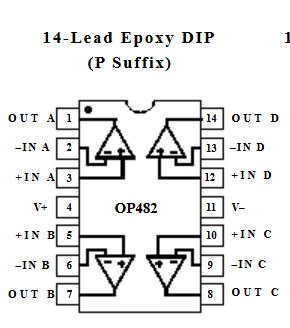 14-Lead Epoxy DIP 1
(P Suffix)
OUT A 1 14 OUT D
–IN A 2 13 –IN D
+IN A 3 12 +IN D
V+ 4 OP482 11 V–
+IN B 5 10 +IN C
–IN B 6 9 –IN C
OUT B 7 8 OUT C